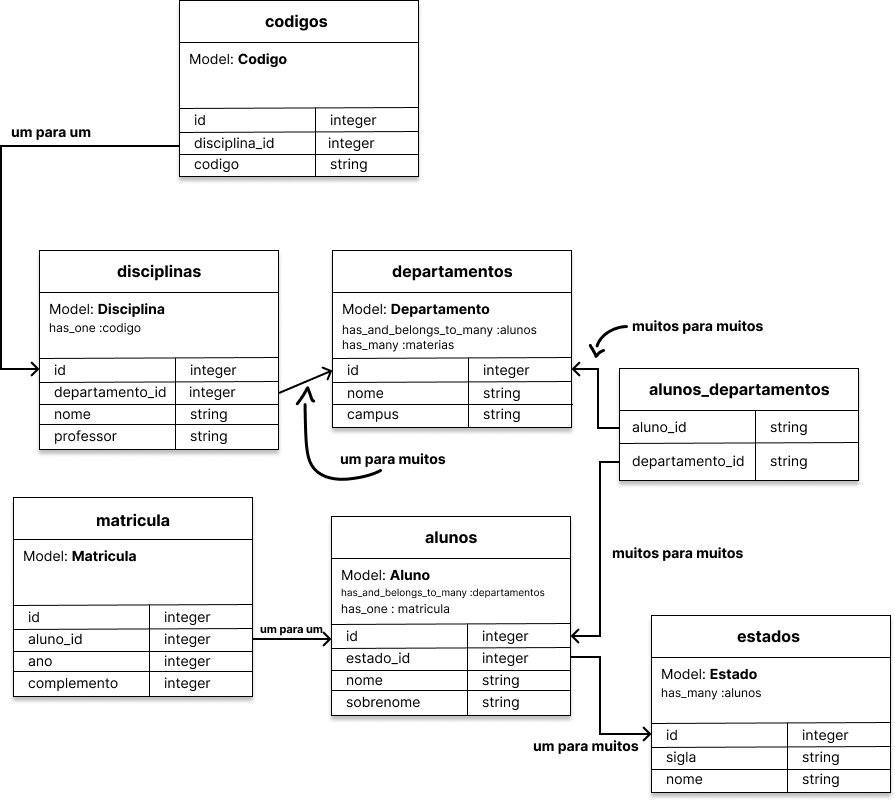 codigos
Model: Codigo
id integer
disciplina_id integer
codigo string
um para um
disciplinas
Model: Disciplina
has_one :codigo
id integer
departamento_id integer
nome string
professor string
departamentos
Model: Departamento
has_and_belongs_to_many :alunos
has_many :materias
id integer
nome string
campus string
muitos para muitos
alunos_departamentos
aluno_id string
departamento_id string
um para muitos
matricula
Model: Matricula
id integer
aluno_id integer
ano integer
complemento integer
um para um
alunos
Model: Aluno
has_and_belongs_to_many :departamentos
has_one : matricula
id integer
estado_id integer
nome string
sobrenome string
muitos para muitos
estados
Model: Estado
has_many :alunos
id integer
sigla string
nome string
um para muitos